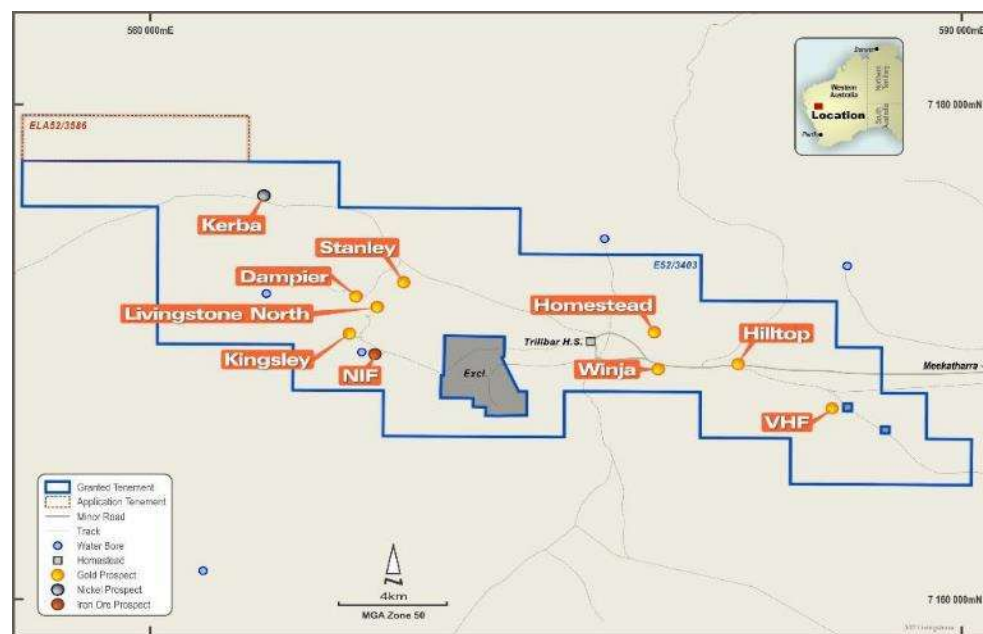 560 000mE
590 000mE
Darwin
Western
Australia
Northern
Territory
South
Australia
Location
Perth
7 180 000mN
ELA52/3586
Kerba
Stanley
Dampier
E52/3403
Livingstone North
Homestead
Hilltop
Kingsley
Trillbar H.S.
NIF
Excl.
Winja
Meekatharra
VHF
Granted Tenement
Application Tenement
Minor Road
Track
Water Bore
Homestead
Gold Prospect
Nickel Prospect
Iron Ore Prospect
4km
MGA Zone 50
7 160 000mN